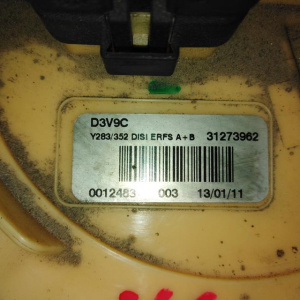 D3V9C
Y283/352 DISI ERFS A+B 31273962
0012483 003 13/01/11